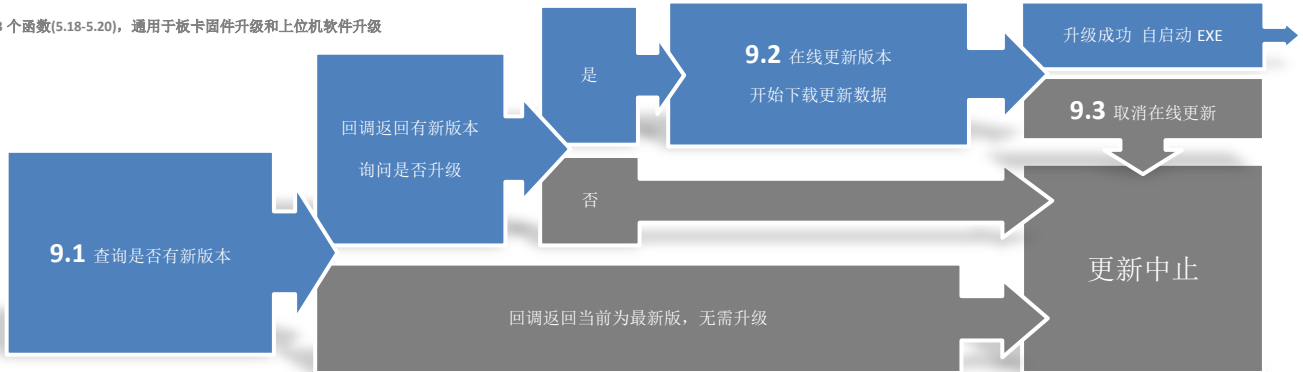 3 个函数(5.18-5.20)，通用于板卡固件升级和上位机软件升级
9.1 查询是否有新版本
回调返回有新版本
询问是否升级
是
否
9.2 在线更新版本
开始下载更新数据
升级成功 自启动 EXE
9.3 取消在线更新
更新中止
回调返回当前为最新版，无需升级